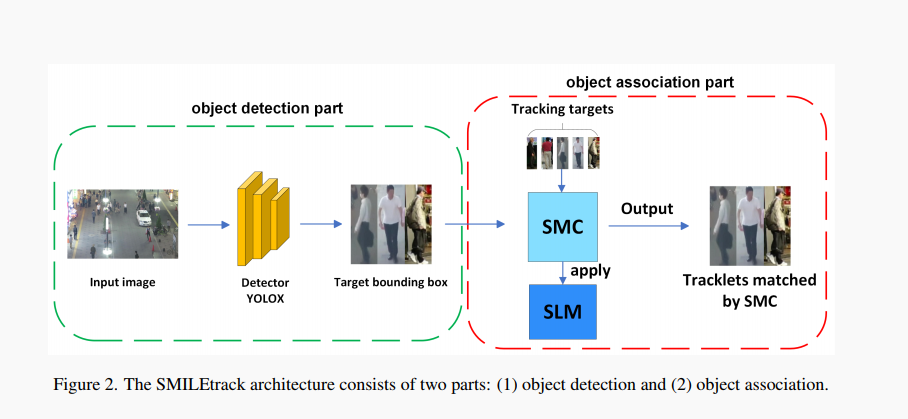 object association part
object detection part
Tracking targets
SMC
Output
apply
SLM
Input image
Detector
YOLOX
Target bounding box
Tracklets matched
by SMC
Figure 2. The SMILEtrack architecture consists of two parts: (1) object detection and (2) object association.